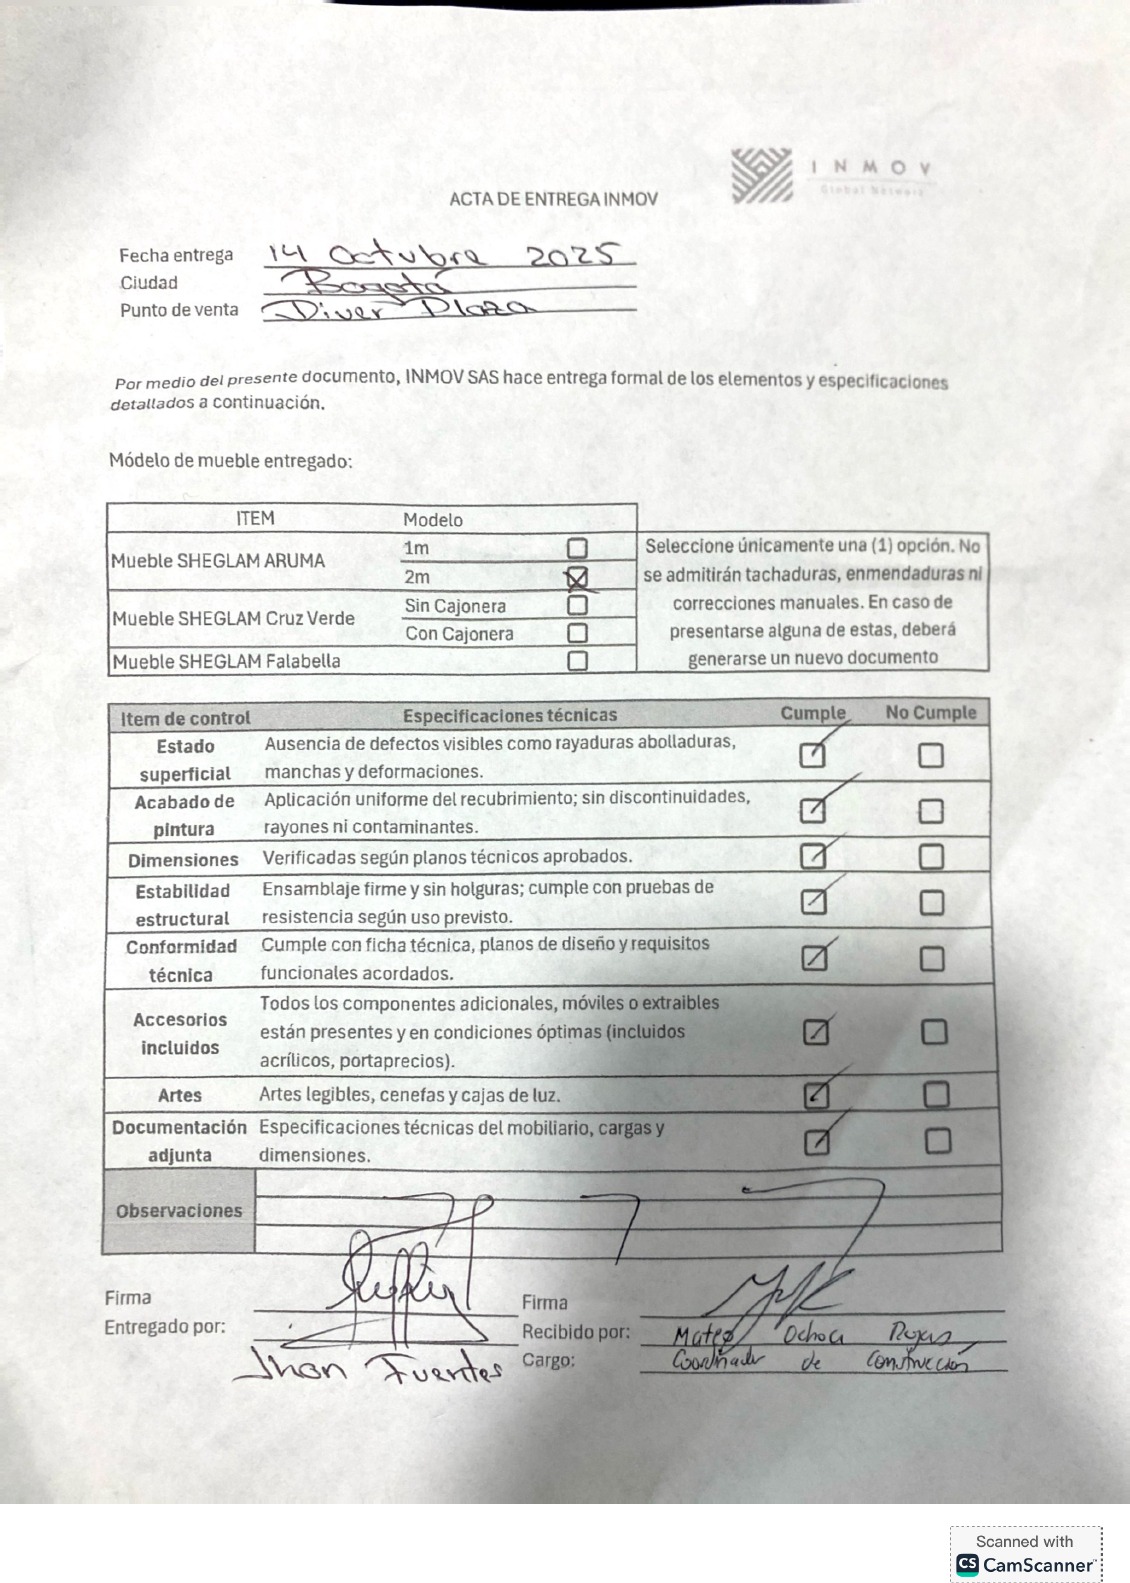 INMOV
Global Network
ACTA DE ENTREGA INMOV
Fecha entrega 14 Octubre 2025
Ciudad Bogotá
Punto de venta Diver Plaza
Por medio del presente documento, INMOV SAS hace entrega formal de los elementos y especificaciones
detallados a continuación.
Módelo de mueble entregado:
ITEM Modelo
Mueble SHEGLAM ARUMA
1m
2m
Mueble SHEGLAM Cruz Verde
Sin Cajonera
Con Cajonera
Mueble SHEGLAM Falabella
Seleccione únicamente una (1) opción. No
se admitirán tachaduras, enmendaduras ni
correcciones manuales. En caso de
presentarse alguna de estas, deberá
generarse un nuevo documento
Item de control Especificaciones técnicas Cumple No Cumple
Estado
superficial
Ausencia de defectos visibles como rayaduras abolladuras,
manchas y deformaciones.
Acabado de
pintura
Aplicación uniforme del recubrimiento; sin discontinuidades,
rayones ni contaminantes.
Dimensiones Verificadas según planos técnicos aprobados.
Estabilidad
estructural
Ensamblaje firme y sin holguras; cumple con pruebas de
resistencia según uso previsto.
Conformidad
técnica
Cumple con ficha técnica, planos de diseño y requisitos
funcionales acordados.
Accesorios
incluidos
Todos los componentes adicionales, móviles o extraibles
están presentes y en condiciones óptimas (incluidos
acrílicos, portaprecios).
Artes Artes legibles, cenefas y cajas de luz.
Documentación
adjunta
Especificaciones técnicas del mobiliario, cargas y
dimensiones.
Observaciones
Firma
Entregado por:
Jhon Fuentes
Firma
Recibido por: Mateo Ochoa Rojas
Cargo: Coordinador de Construcción
Scanned with
CS CamScanner